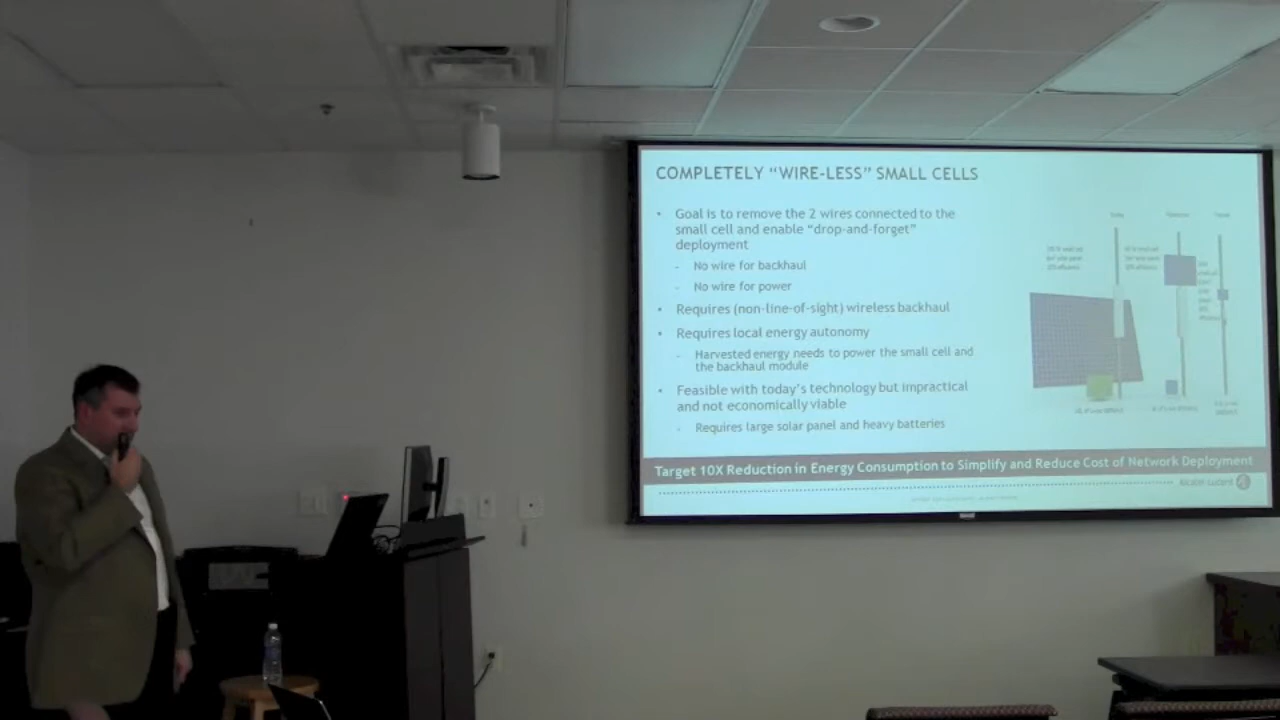 COMPLETELY "WIRE-LESS" SMALL CELLS
• Goal is to remove the 2 wires connected to the
small cell and enable "drop-and-forget"
deployment
- No wire for backhaul
- No wire for power
• Requires (non-line-of-sight) wireless backhaul
• Requires local energy autonomy
- Harvested energy needs to power the small cell and
the backhaul module
• Feasible with today's technology but impractical
and not economically viable
- Requires large solar panel and heavy batteries
Target 10X Reduction in Energy Consumption to Simplify and Reduce Cost of Network Deployment
Alcatel-Lucent